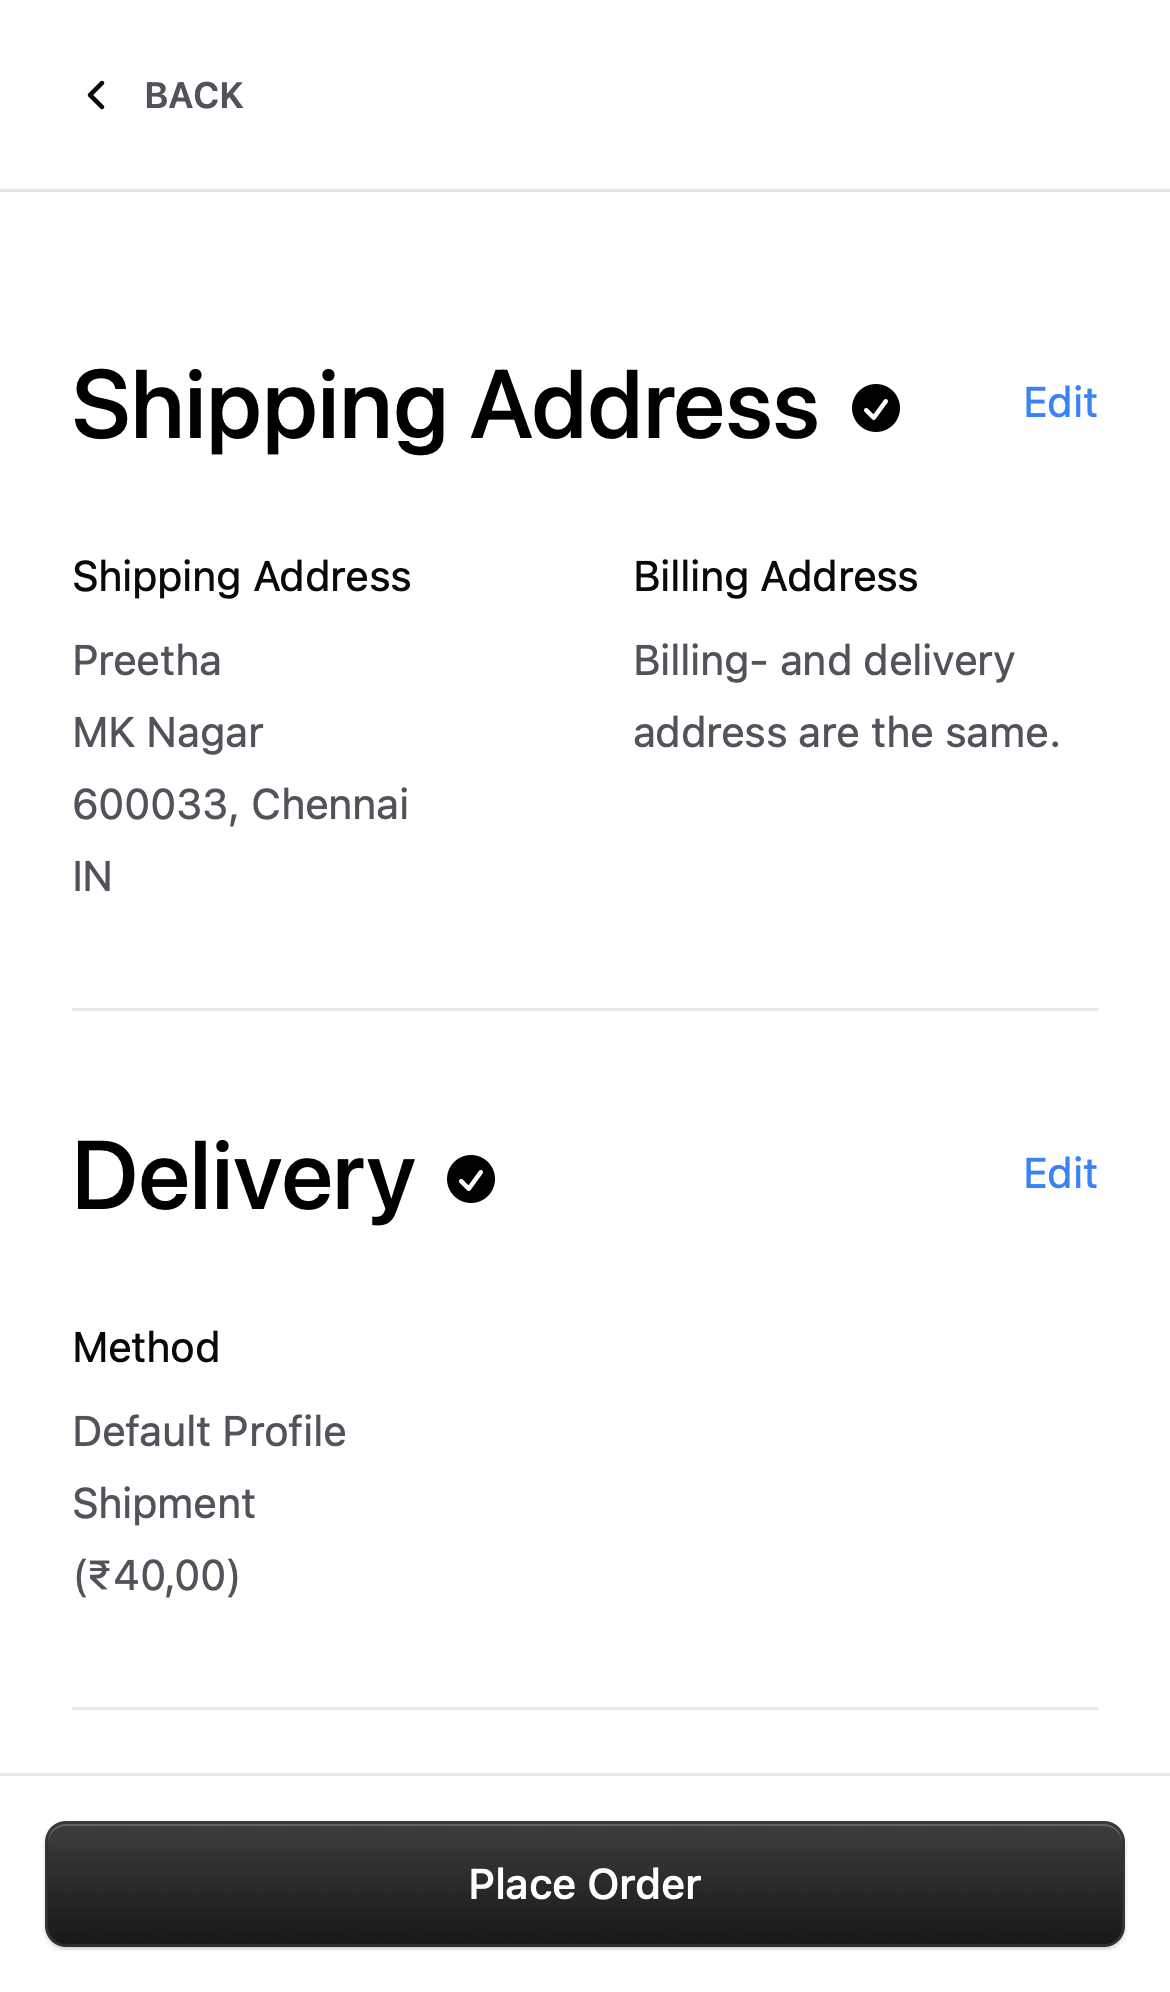 BACK
Shipping Address
Edit
Shipping Address
Preetha
MK Nagar
600033, Chennai
IN
Billing Address
Billing- and delivery
address are the same.
Delivery
Edit
Method
Default Profile
Shipment
(₹40,00)
Place Order